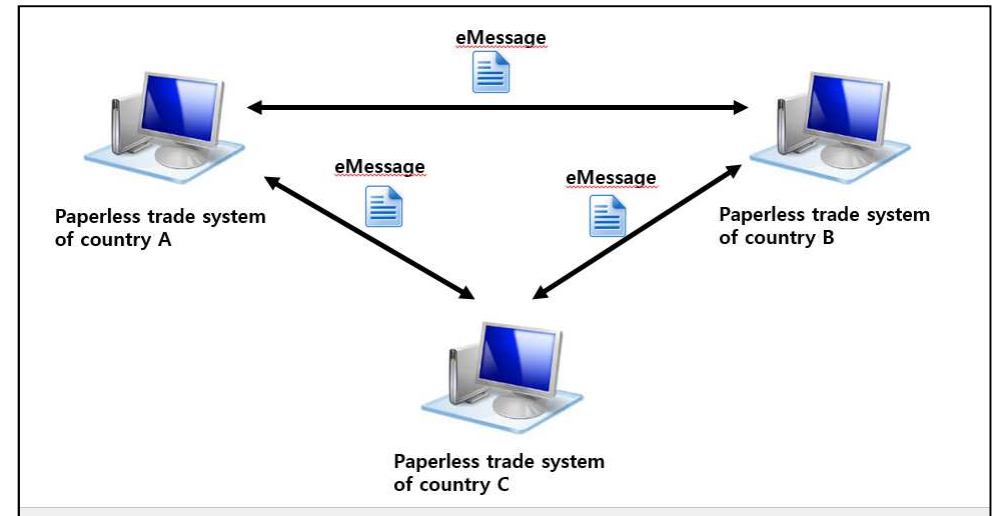 eMessage
eMessage
eMessage
Paperless trade system
of country A
Paperless trade system
of country B
Paperless trade system
of country C